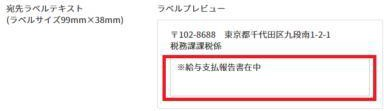 宛先ラベルテキスト
(ラベルサイズ99mm×38mm)
ラベルプレビュー
〒102-8688　東京都千代田区九段南1-2-1
税務課課税係
※給与支払報告書在中